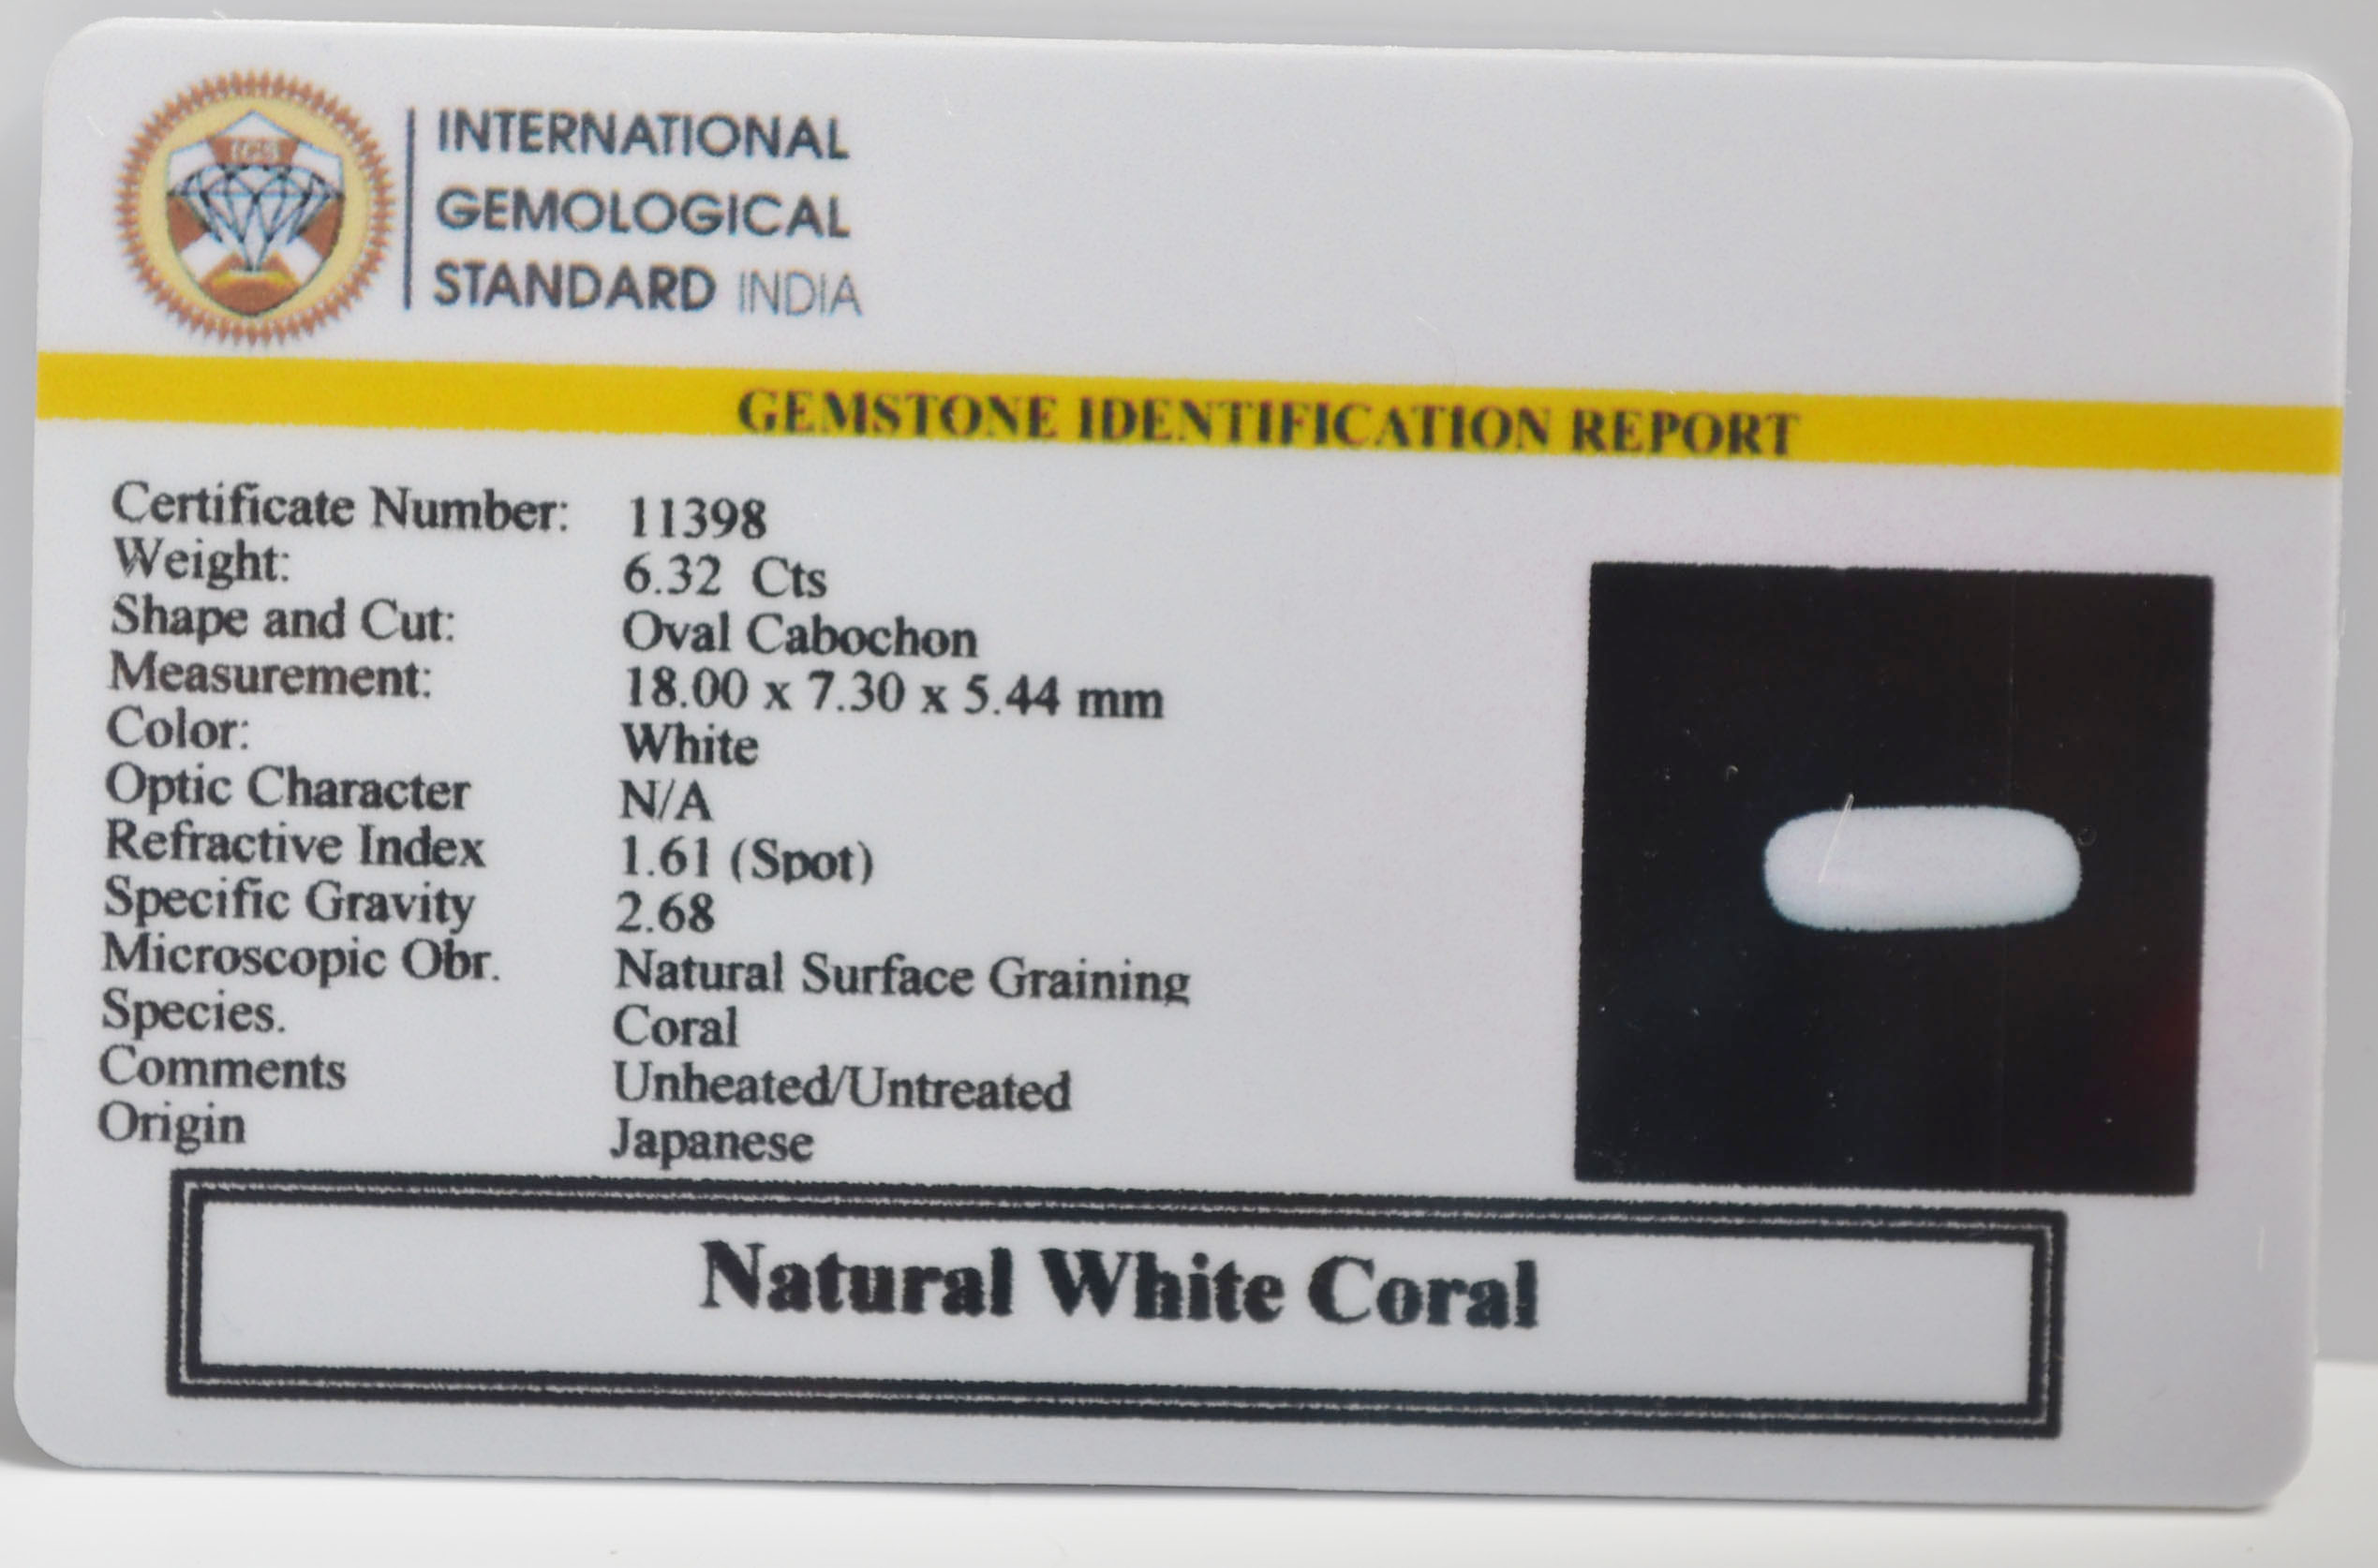 IGS
INTERNATIONAL
GEMOLOGICAL
STANDARD INDIA
GEMSTONE IDENTIFICATION REPORT
Certificate Number: 11398
Weight: 6.32 Cts
Shape and Cut: Oval Cabochon
Measurement: 18.00 x 7.30 x 5.44 mm
Color: White
Optic Character N/A
Refractive Index 1.61 (Spot)
Specific Gravity 2.68
Microscopic Obr. Natural Surface Graining
Species. Coral
Comments Unheated/Untreated
Origin Japanese
Natural White Coral